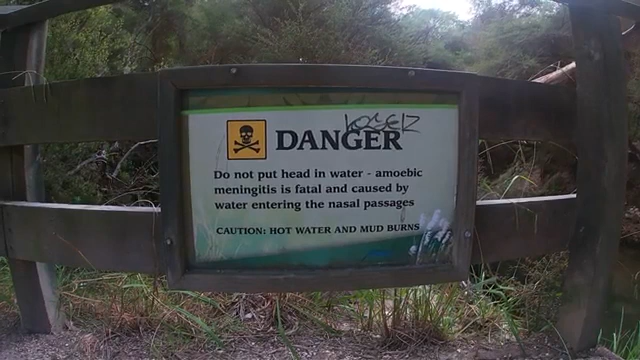 DANGER
Do not put head in water - amoebic
meningitis is fatal and caused by
water entering the nasal passages
CAUTION: HOT WATER AND MUD BURNS